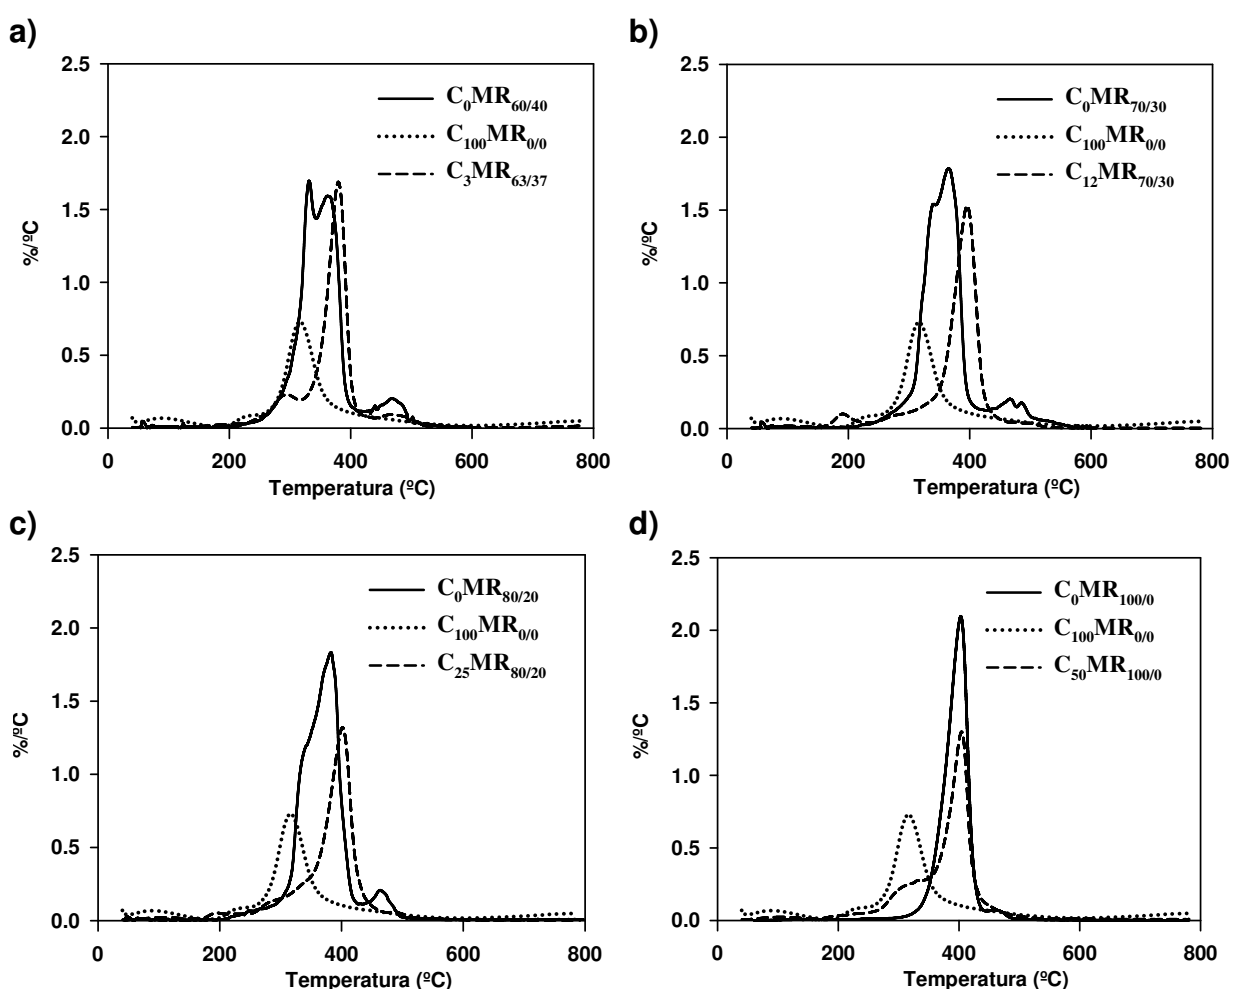 a)
2.5
2.0
1.5
1.0
0.5
0.0
%/ºC
C0MR60/40
C100MR0/0
C3MR63/37
0 200 400 600 800
Temperatura (ºC)
b)
2.5
2.0
1.5
1.0
0.5
0.0
%/ºC
C0MR70/30
C100MR0/0
C12MR70/30
0 200 400 600 800
Temperatura (ºC)
c)
2.5
2.0
1.5
1.0
0.5
0.0
%/ºC
C0MR80/20
C100MR0/0
C25MR80/20
0 200 400 600 800
Temperatura (ºC)
d)
2.5
2.0
1.5
1.0
0.5
0.0
%/ºC
C0MR100/0
C100MR0/0
C50MR100/0
0 200 400 600 800
Temperatura (ºC)